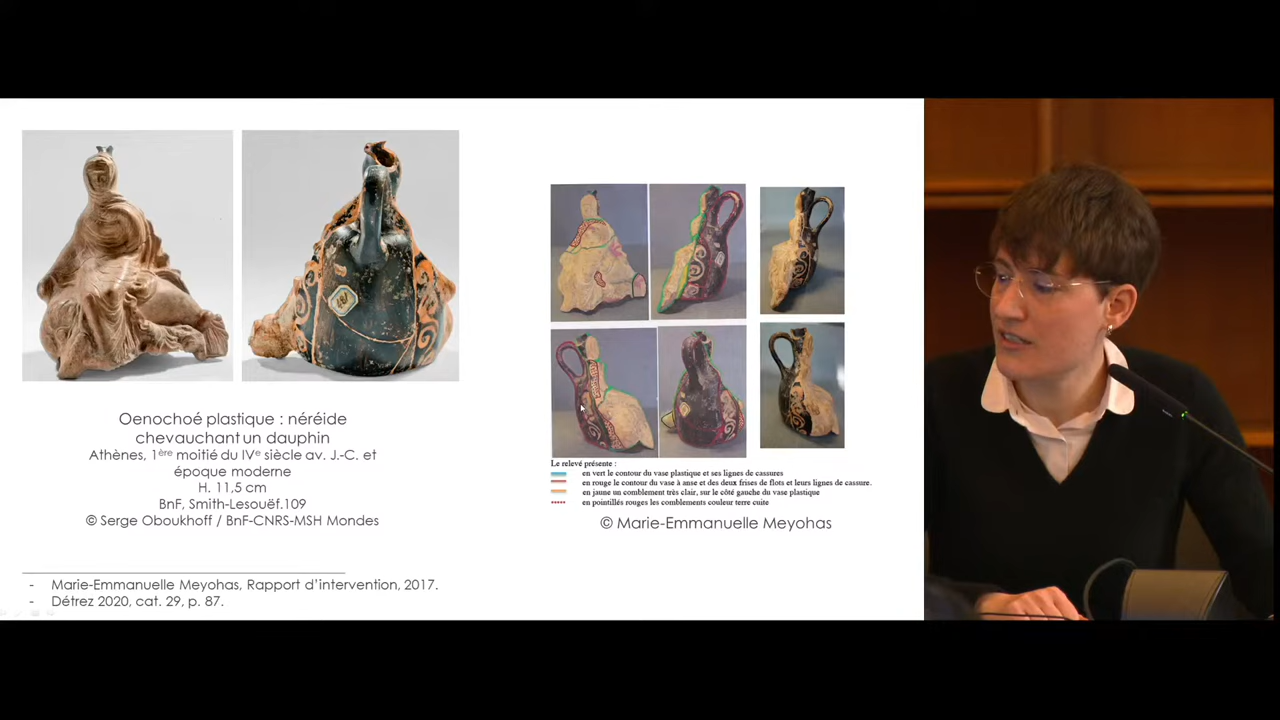 Oenochoé plastique : néréide
chevauchant un dauphin
Athènes, 1ère moitié du IVe siècle av. J.-C. et
époque moderne
H. 11,5 cm
BnF, Smith-Lesouëf.109
© Serge Oboukhoff / BnF-CNRS-MSH Mondes
- Marie-Emmanuelle Meyohas, Rapport d'intervention, 2017.
- Détrez 2020, cat. 29, p. 87.
Le relevé présente :
en vert le contour du vase plastique et ses lignes de cassures
en rouge le contour du vase à anse et des deux frises de flots et leurs lignes de cassure.
en jaune un comblement très clair, sur le côté gauche du vase plastique
en pointillés rouges les comblements couleur terre cuite
© Marie-Emmanuelle Meyohas